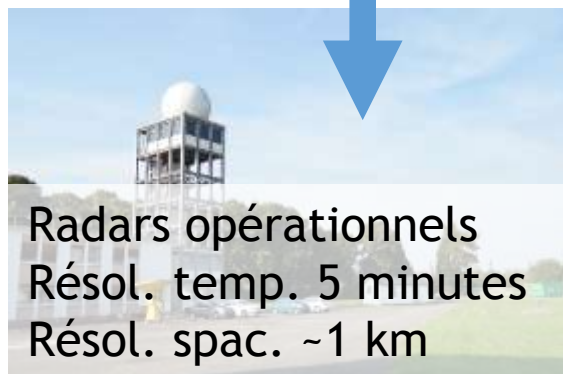 Radars opérationnels
Résol. temp. 5 minutes
Résol. spac. ~1 km